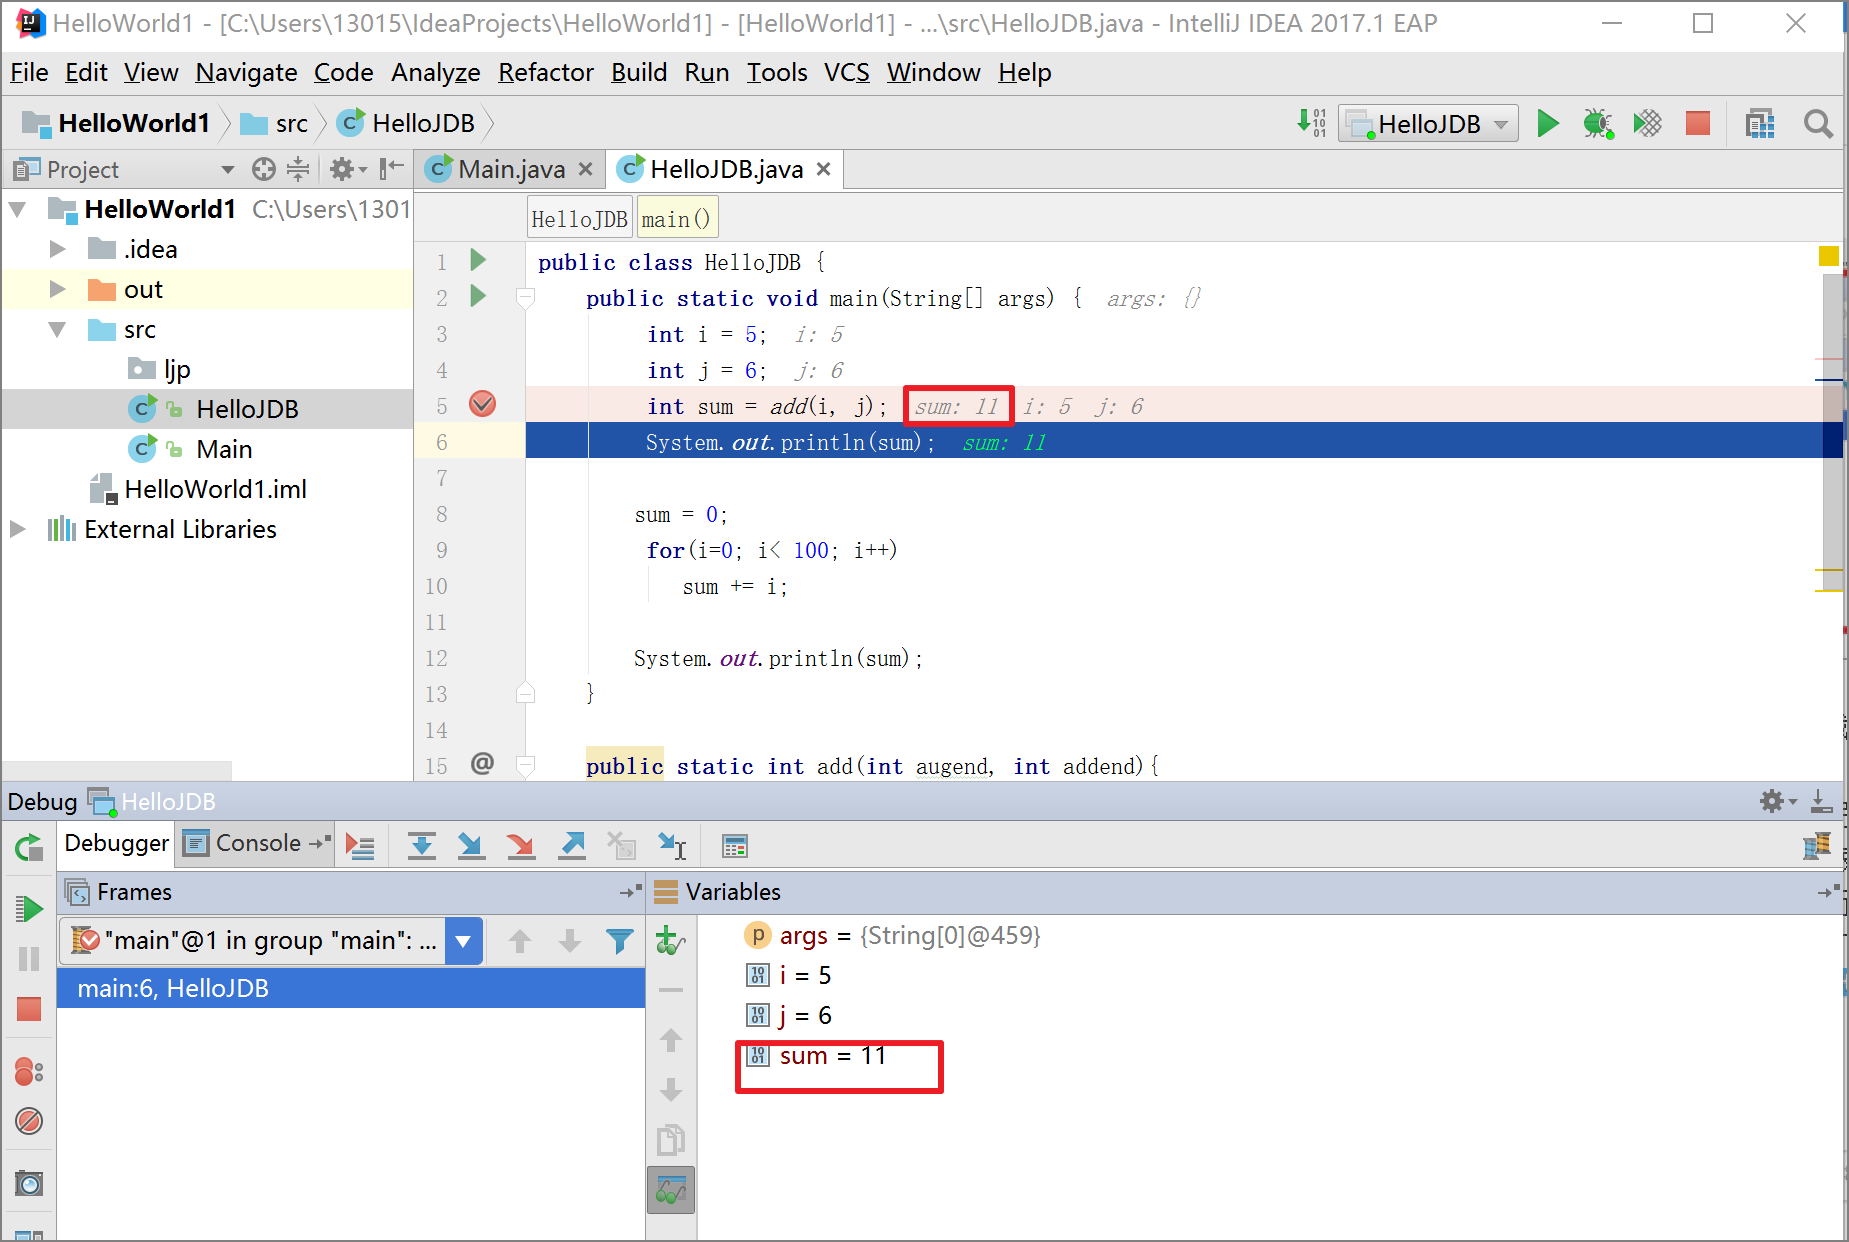 HelloWorld1 - [C:\Users\13015\IdeaProjects\HelloWorld1] - [HelloWorld1] - ...\src\HelloJDB.java - IntelliJ IDEA 2017.1 EAP
File Edit View Navigate Code Analyze Refactor Build Run Tools VCS Window Help
HelloWorld1 src HelloJDB HelloJDB
Project Main.java HelloJDB.java
HelloWorld1 C:\Users\1301
.idea
out
src
ljp
HelloJDB
Main
HelloWorld1.iml
External Libraries
HelloJDB main()
1 public class HelloJDB {
2 public static void main(String[] args) { args: {}
3 int i = 5; i: 5
4 int j = 6; j: 6
5 int sum = add(i, j); sum: 11 i: 5 j: 6
6 System.out.println(sum); sum: 11
7
8 sum = 0;
9 for(i=0; i< 100; i++)
10 sum += i;
11
12 System.out.println(sum);
13 }
14
15 @ public static int add(int augend, int addend){
Debug HelloJDB
Debugger Console
Frames
"main"@1 in group "main": ...
main:6, HelloJDB
Variables
args = {String[0]@459}
i = 5
j = 6
sum = 11